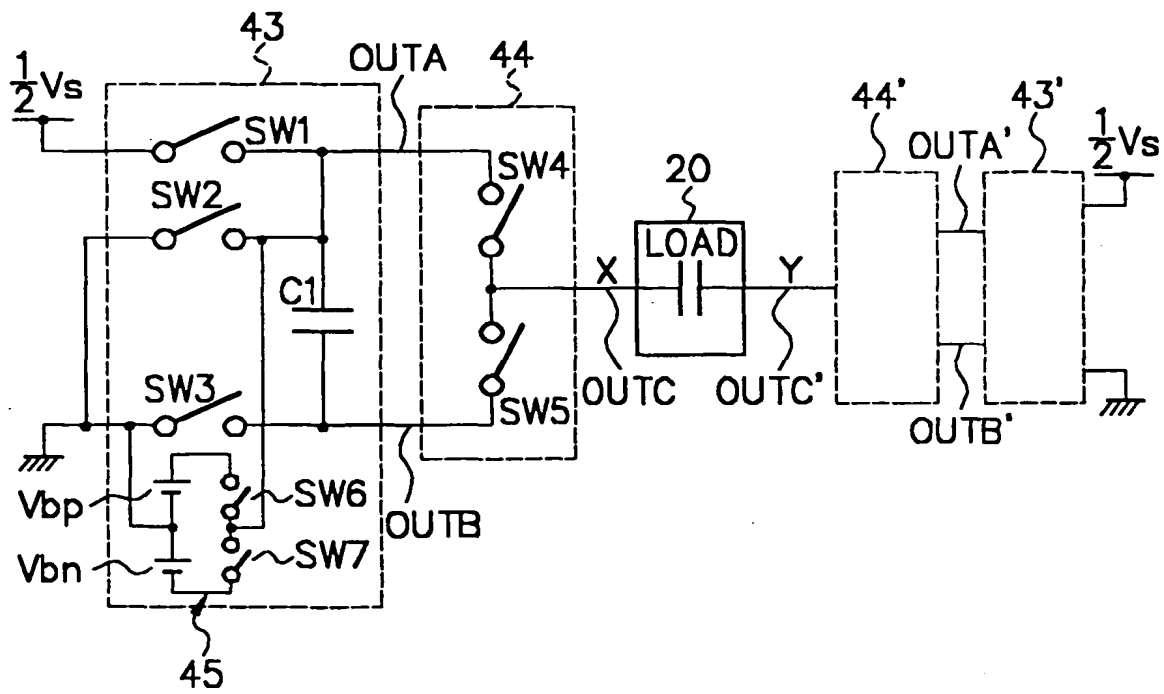 43
OUTA
44
½Vs
SW1
SW4
44'
43'
OUTA'
½Vs
SW2
20
LOAD
C1
X
Y
SW3
SW5
OUTC
OUTC'
OUTB'
Vbp
SW6
OUTB
Vbn
SW7
45